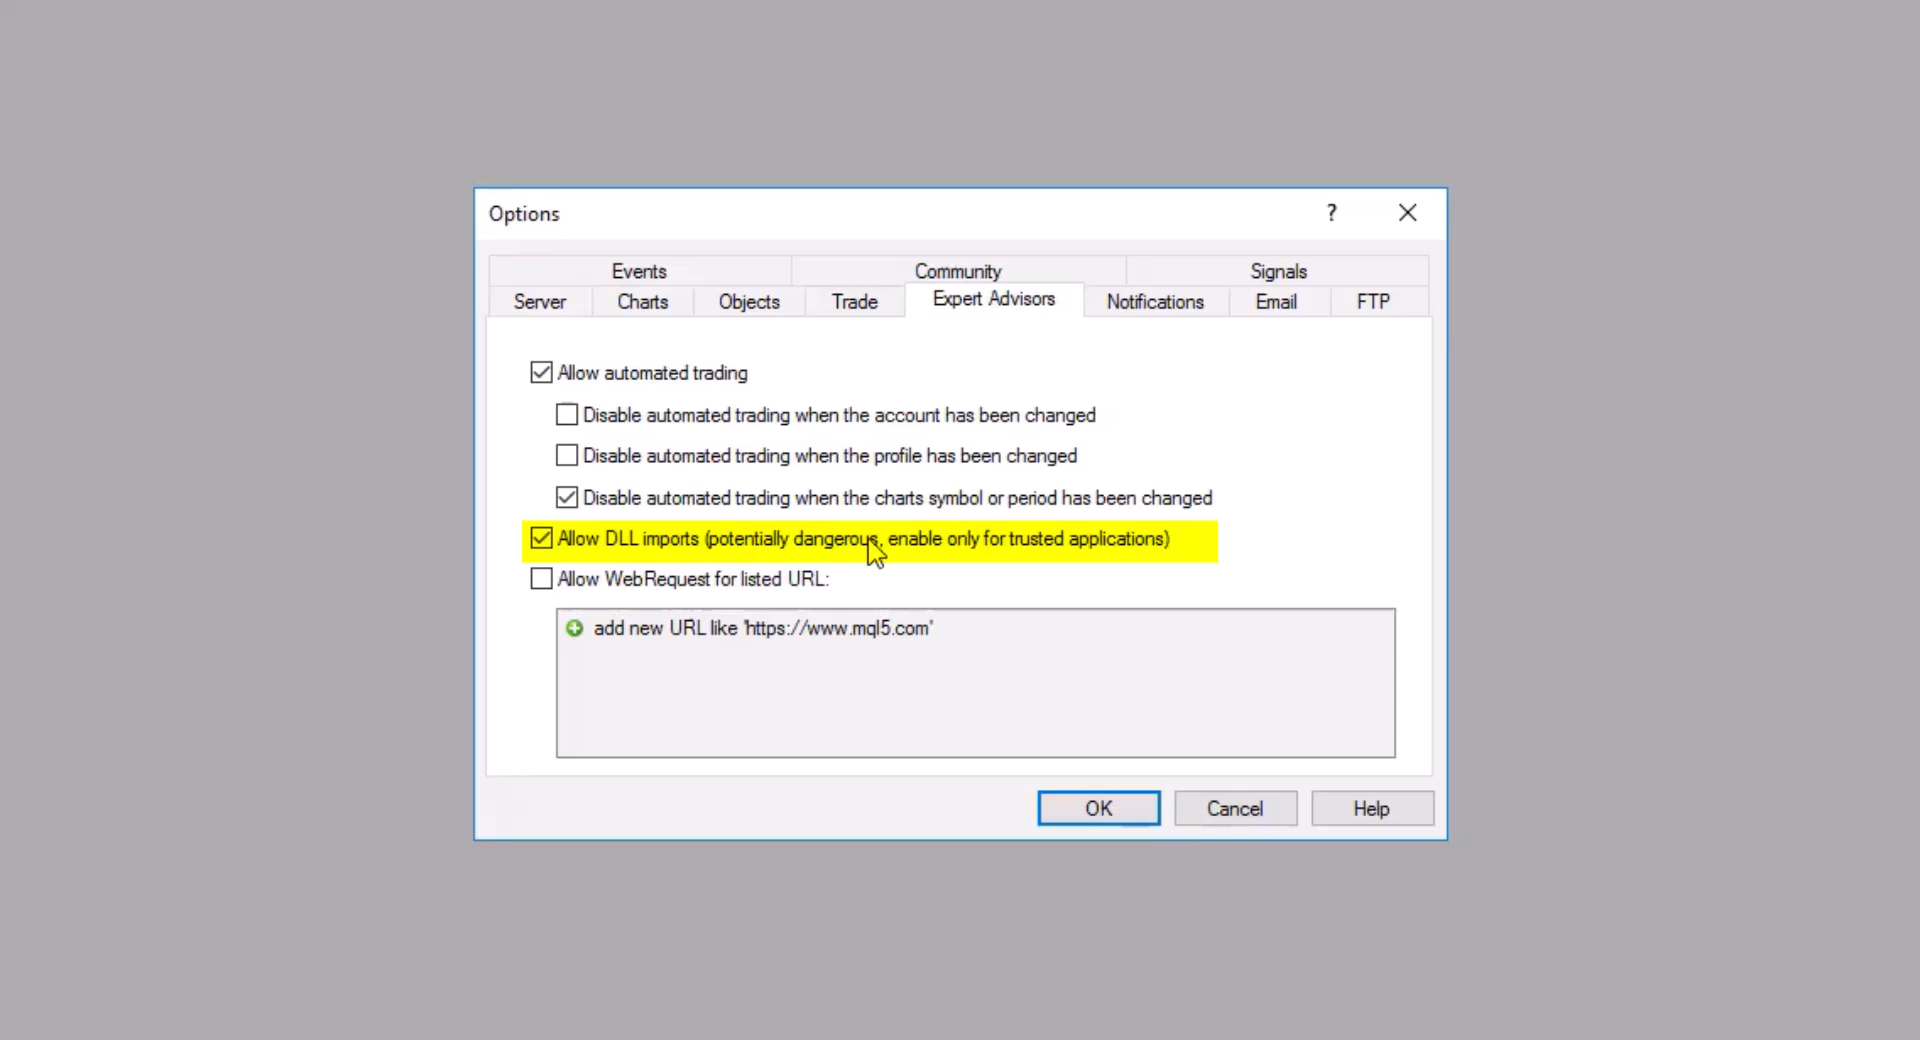 Options
?
Events Community Signals
Server Charts Objects Trade Expert Advisors Notifications Email FTP
Allow automated trading
Disable automated trading when the account has been changed
Disable automated trading when the profile has been changed
Disable automated trading when the charts symbol or period has been changed
Allow DLL imports (potentially dangerous, enable only for trusted applications)
Allow WebRequest for listed URL:
add new URL like 'https://www.mql5.com'
OK Cancel Help